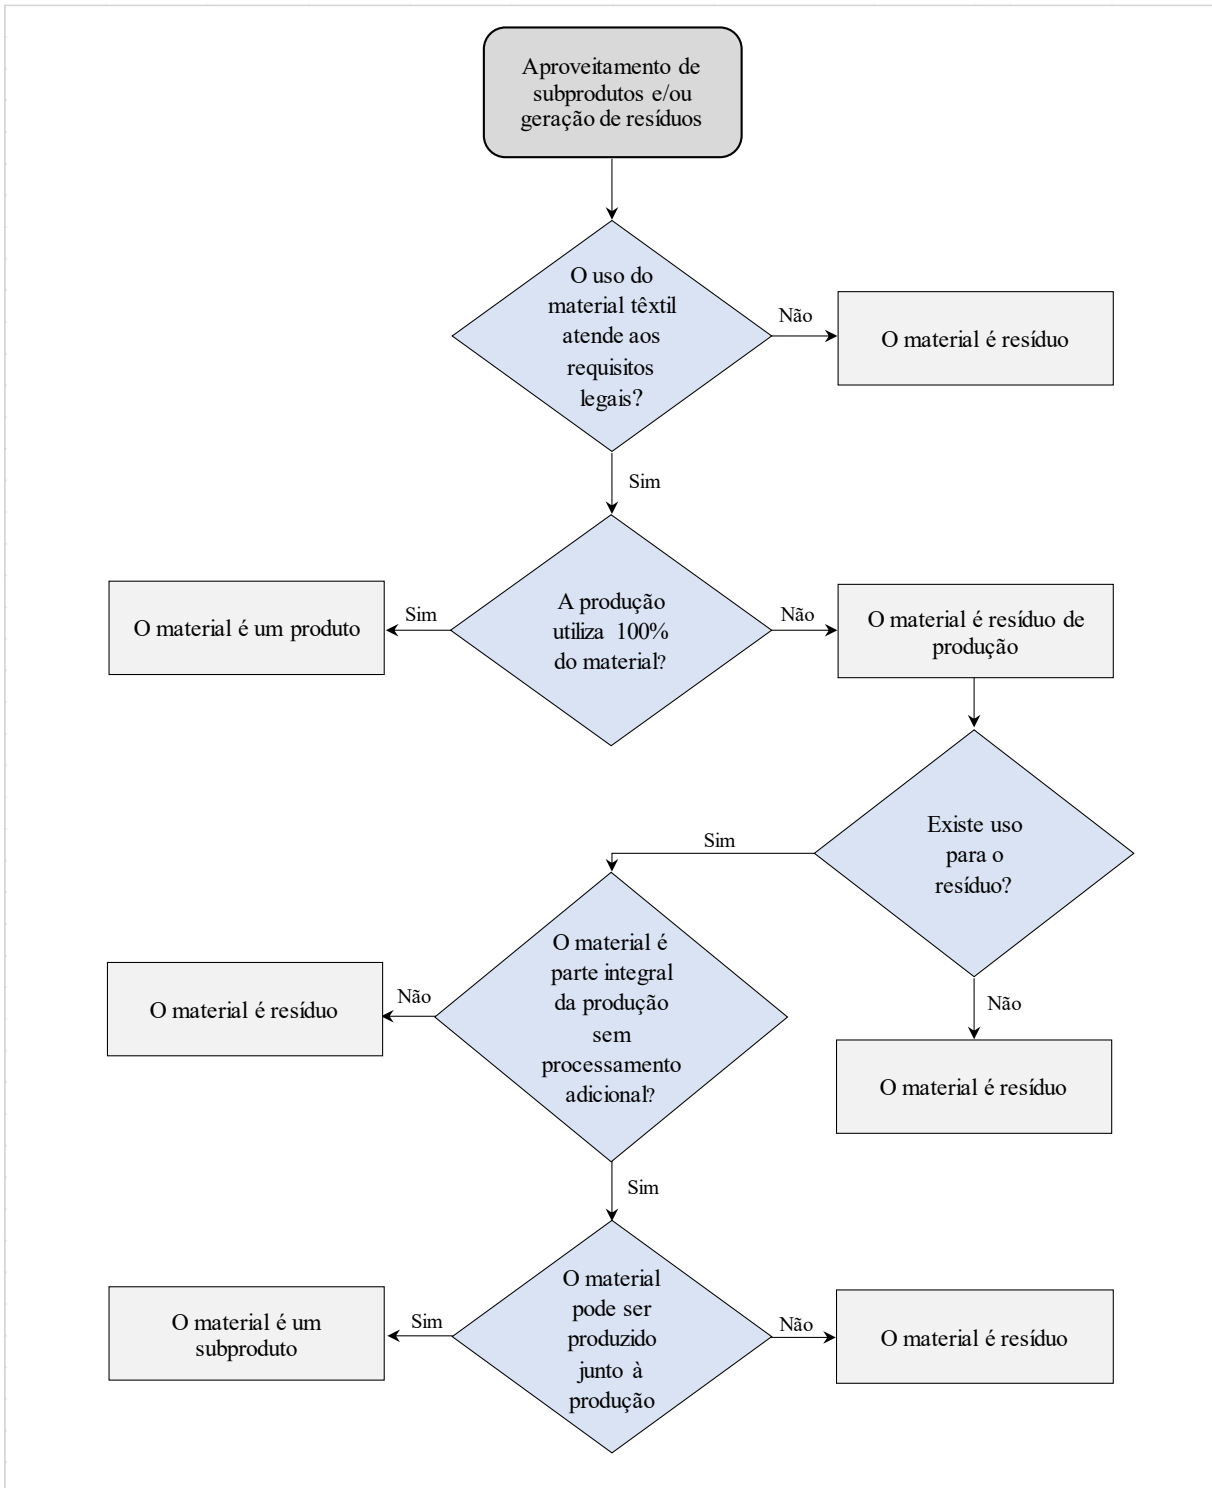 Aproveitamento de
subprodutos e/ou
geração de resíduos
O uso do
material têxtil
atende aos
requisitos
legais?
Não
O material é resíduo
Sim
A produção
utiliza 100%
do material?
Sim
O material é um produto
Não
O material é resíduo de
produção
Existe uso
para o
resíduo?
Sim
Não
O material é resíduo
O material é
parte integral
da produção
sem
processamento
adicional?
Não
O material é resíduo
Sim
O material
pode ser
produzido
junto à
produção
Sim
O material é um
subproduto
Não
O material é resíduo